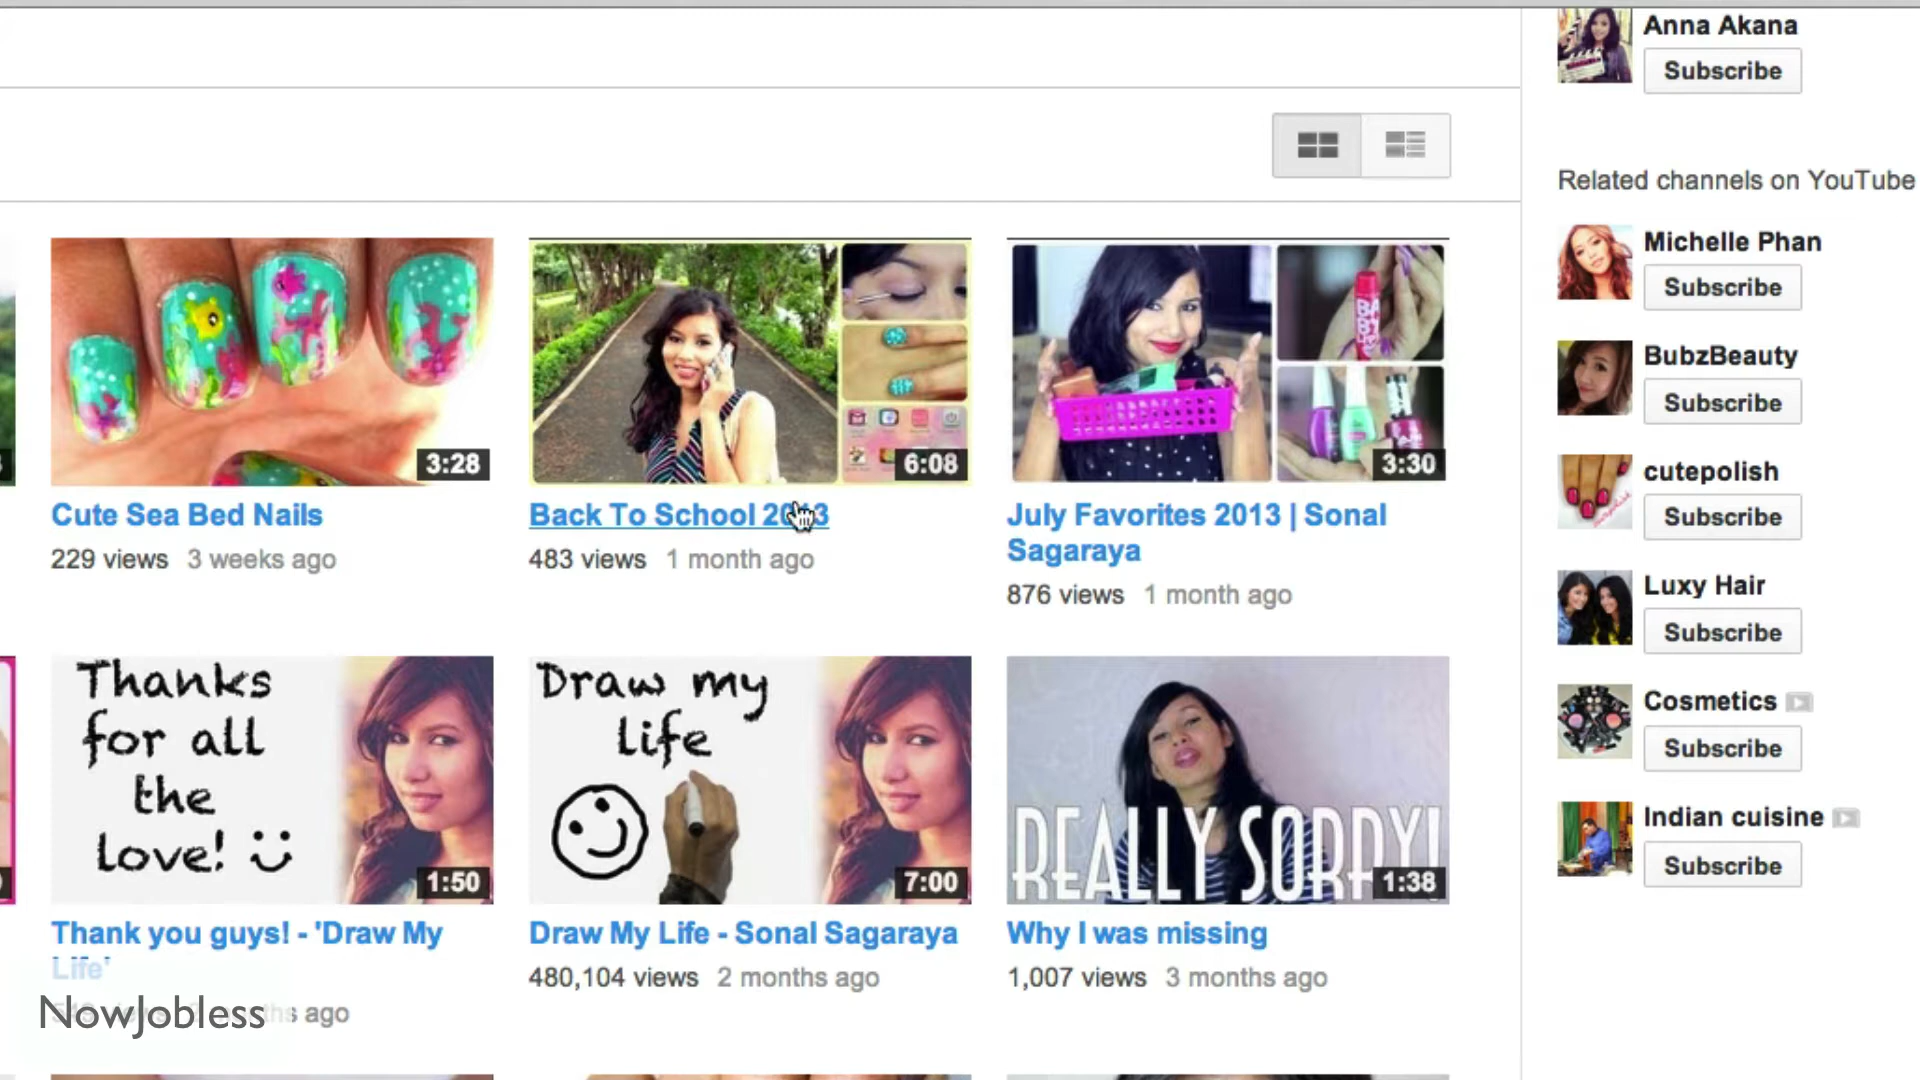 Anna Akana
Subscribe
Related channels on YouTube
Michelle Phan
Subscribe
BubzBeauty
Subscribe
cutepolish
Subscribe
Luxy Hair
Subscribe
Cosmetics
Subscribe
Indian cuisine
Subscribe
3:28
Cute Sea Bed Nails
229 views 3 weeks ago
6:08
Back To School 2013
483 views 1 month ago
BABY
3:30
July Favorites 2013 | Sonal
Sagaraya
876 views 1 month ago
Thanks
for all
the
love!
1:50
Thank you guys! - 'Draw My
Life'
ago
Draw my
life
7:00
Draw My Life - Sonal Sagaraya
480,104 views 2 months ago
REALLY SORRY!
1:38
Why I was missing
1,007 views 3 months ago
NowJobless